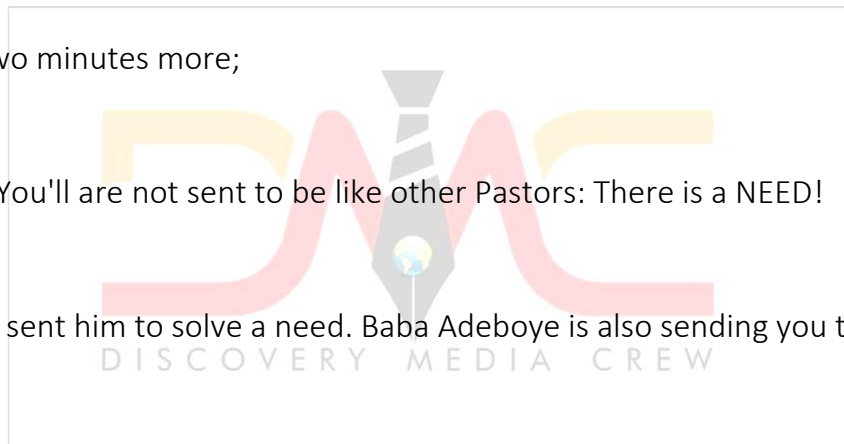 wo minutes more;
You'll are not sent to be like other Pastors: There is a NEED!
sent him to solve a need. Baba Adeboye is also sending you t
DISCOVERY MEDIA CREW